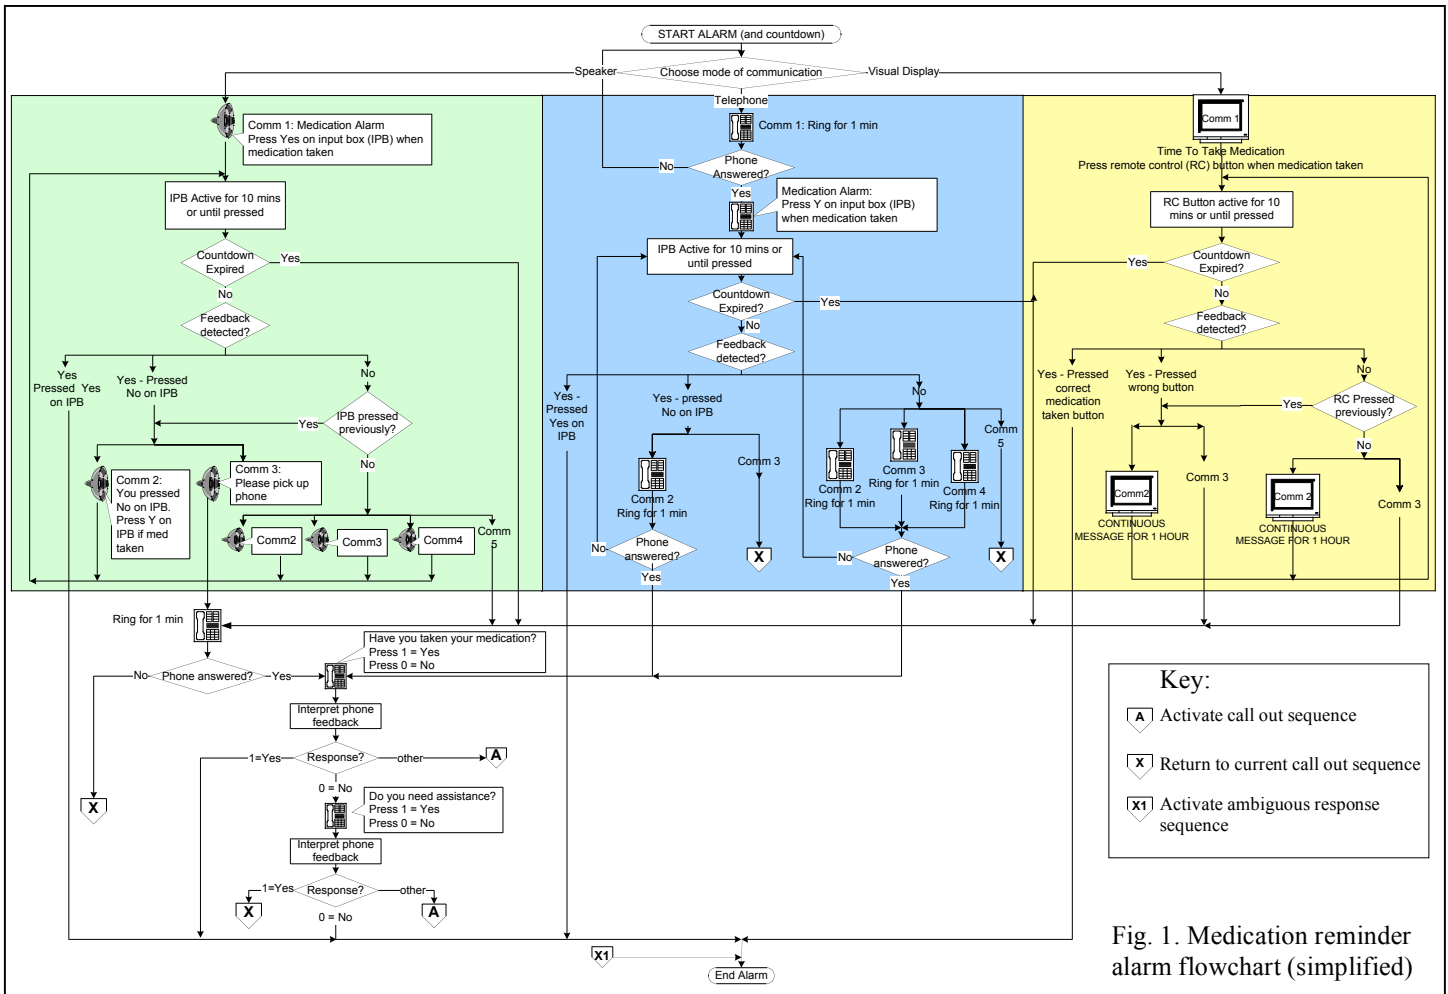 START ALARM (and countdown)
Speaker
Choose mode of communication
Visual Display
Telephone
Comm 1: Medication Alarm
Press Yes on input box (IPB) when
medication taken
IPB Active for 10 mins
or until pressed
Countdown
Expired
Yes
No
Feedback
detected?
Yes
Pressed Yes
on IPB
Yes - Pressed
No on IPB
No
IPB pressed
previously?
Yes
No
Comm 2:
You pressed
No on IPB.
Press Y on
IPB if med
taken
Comm 3:
Please pick up
phone
Comm2
Comm3
Comm4
Comm
5
Comm 1: Ring for 1 min
Phone
Answered?
No
Yes
Medication Alarm:
Press Y on input box (IPB)
when medication taken
IPB Active for 10 mins or
until pressed
Countdown
Expired?
Yes
No
Feedback
detected?
Yes -
Pressed
Yes on
IPB
Yes - pressed
No on IPB
No
Comm 2
Ring for 1 min
Comm 3
X
Phone
answered?
No
Yes
Comm 2
Ring for 1 min
Comm 3
Ring for 1 min
Comm 4
Ring for 1 min
Comm
5
X
Phone
answered?
No
Yes
Comm 1
Time To Take Medication
Press remote control (RC) button when medication taken
RC Button active for 10
mins or until pressed
Countdown
Expired?
Yes
No
Feedback
detected?
Yes - Pressed
correct
medication
taken button
Yes - Pressed
wrong button
No
RC Pressed
previously?
Yes
No
Comm2
CONTINUOUS
MESSAGE FOR 1 HOUR
Comm 3
Comm 2
CONTINUOUS
MESSAGE FOR 1 HOUR
Comm 3
Ring for 1 min
Phone answered?
No
Yes
X
Have you taken your medication?
Press 1 = Yes
Press 0 = No
Interpret phone
feedback
Response?
1=Yes
other
A
0 = No
Do you need assistance?
Press 1 = Yes
Press 0 = No
Interpret phone
feedback
Response?
1=Yes
X
other
A
0 = No
X1
End Alarm
Key:
A Activate call out sequence
X Return to current call out sequence
X1 Activate ambiguous response
sequence
Fig. 1. Medication reminder
alarm flowchart (simplified)